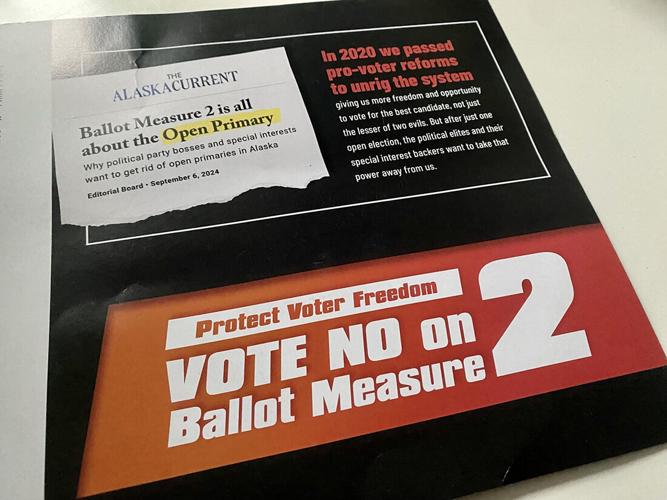 THE
ALASKACURRENT
Ballot Measure 2 is all
about the Open Primary
Why political party bosses and special interests
want to get rid of open primaries in Alaska
Editorial Board - September 6, 2024
In 2020 we passed
pro-voter reforms
to unrig the system
giving us more freedom and opportunity
to vote for the best candidate, not just
the lesser of two evils. But after just one
open election, the political elites and their
special interest backers want to take that
power away from us.
Protect Voter Freedom
VOTE NO on
Ballot Measure 2